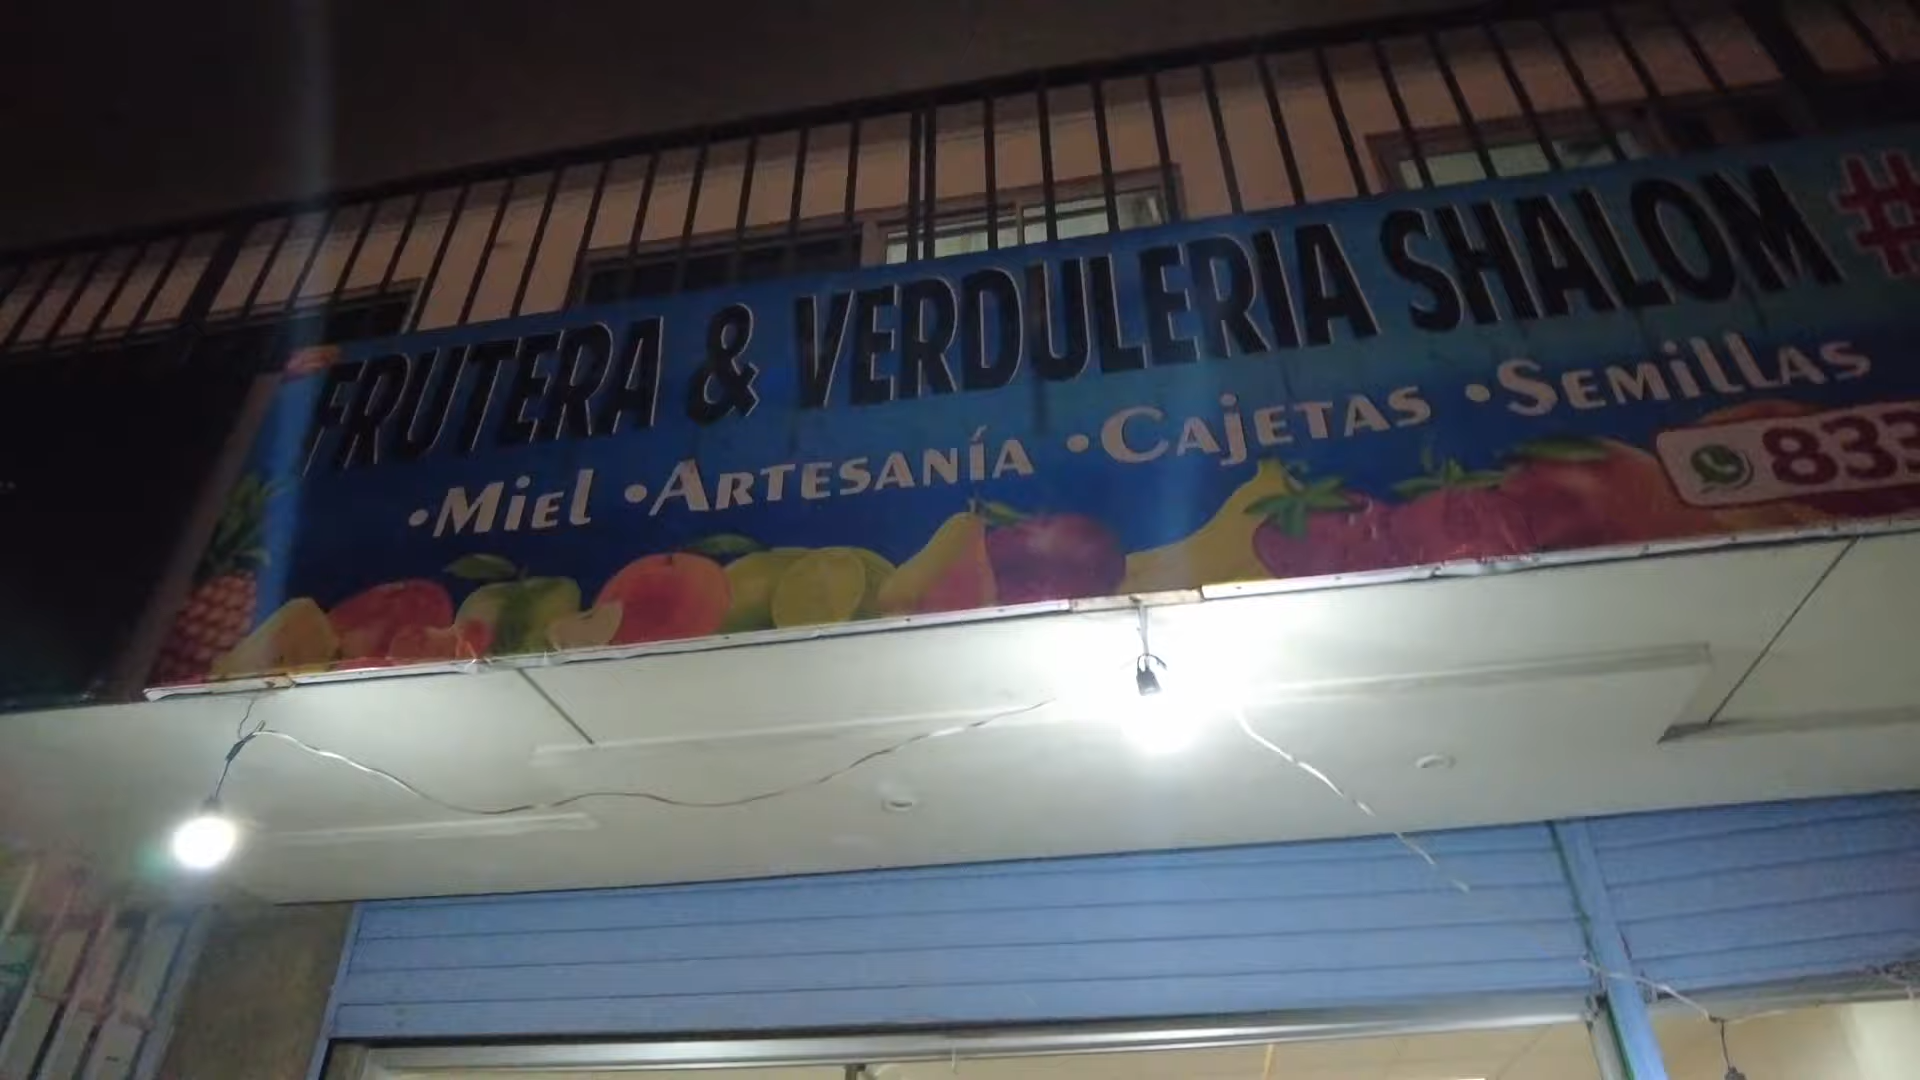 FRUTERA & VERDULERIA SHALOM #
•Miel •Artesanía •Cajetas •Semillas
833